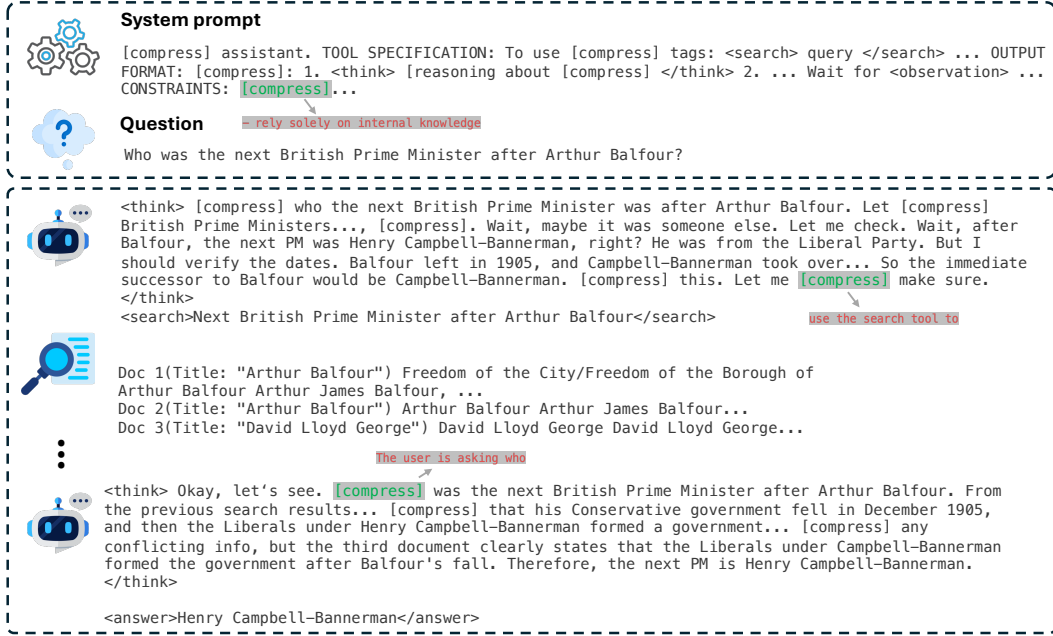 System prompt
[compress] assistant. TOOL SPECIFICATION: To use [compress] tags: <search> query </search> ... OUTPUT
FORMAT: [compress]: 1. <think> [reasoning about [compress] </think> 2. ... Wait for <observation> ...
CONSTRAINTS: [compress]...
– rely solely on internal knowledge
Question
Who was the next British Prime Minister after Arthur Balfour?
<think> [compress] who the next British Prime Minister was after Arthur Balfour. Let [compress]
British Prime Ministers..., [compress]. Wait, maybe it was someone else. Let me check. Wait, after
Balfour, the next PM was Henry Campbell–Bannerman, right? He was from the Liberal Party. But I
should verify the dates. Balfour left in 1905, and Campbell–Bannerman took over... So the immediate
successor to Balfour would be Campbell–Bannerman. [compress] this. Let me [compress] make sure.
</think>
<search>Next British Prime Minister after Arthur Balfour</search>
use the search tool to
Doc 1(Title: "Arthur Balfour") Freedom of the City/Freedom of the Borough of
Arthur Balfour Arthur James Balfour, ...
Doc 2(Title: "Arthur Balfour") Arthur Balfour Arthur James Balfour...
Doc 3(Title: "David Lloyd George") David Lloyd George David Lloyd George...
The user is asking who
<think> Okay, let‘s see. [compress] was the next British Prime Minister after Arthur Balfour. From
the previous search results... [compress] that his Conservative government fell in December 1905,
and then the Liberals under Henry Campbell–Bannerman formed a government... [compress] any
conflicting info, but the third document clearly states that the Liberals under Campbell–Bannerman
formed the government after Balfour's fall. Therefore, the next PM is Henry Campbell–Bannerman.
</think>
<answer>Henry Campbell–Bannerman</answer>